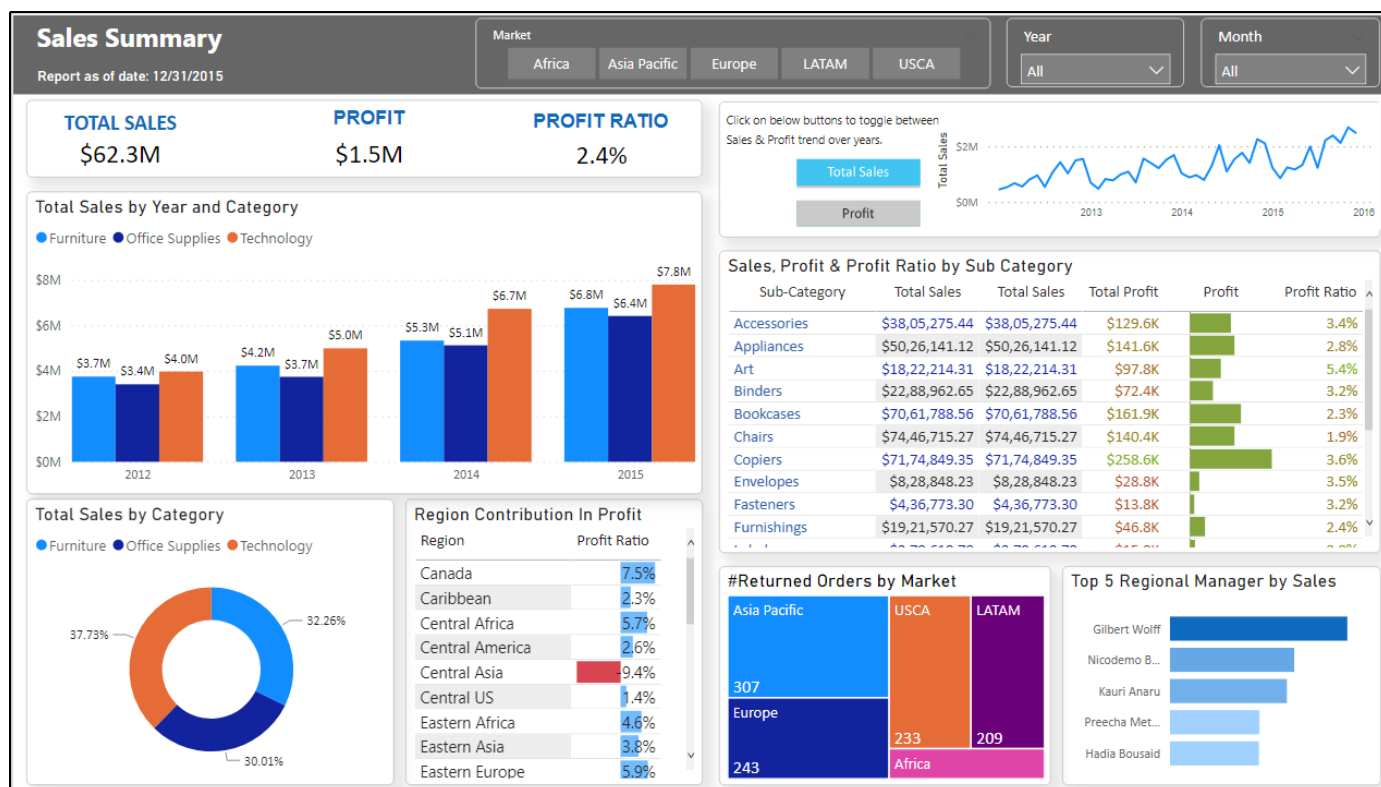 Sales Summary
Report as of date: 12/31/2015
Market
Africa Asia Pacific Europe LATAM USCA
Year
All
Month
All
TOTAL SALES PROFIT PROFIT RATIO
$62.3M $1.5M 2.4%
Click on below buttons to toggle between
Sales & Profit trend over years.
Total Sales
Profit
Total Sales
$2M
$0M
2013 2014 2015 2016
Total Sales by Year and Category
Furniture Office Supplies Technology
$8M
$6M
$4M
$2M
$0M
$3.7M $3.4M $4.0M
$4.2M $3.7M $5.0M
$5.3M $5.1M $6.7M
$6.8M $6.4M $7.8M
2012 2013 2014 2015
Sales, Profit & Profit Ratio by Sub Category
Sub-Category Total Sales Total Sales Total Profit Profit Profit Ratio
Accessories $38,05,275.44 $38,05,275.44 $129.6K 3.4%
Appliances $50,26,141.12 $50,26,141.12 $141.6K 2.8%
Art $18,22,214.31 $18,22,214.31 $97.8K 5.4%
Binders $22,88,962.65 $22,88,962.65 $72.4K 3.2%
Bookcases $70,61,788.56 $70,61,788.56 $161.9K 2.3%
Chairs $74,46,715.27 $74,46,715.27 $140.4K 1.9%
Copiers $71,74,849.35 $71,74,849.35 $258.6K 3.6%
Envelopes $8,28,848.23 $8,28,848.23 $28.8K 3.5%
Fasteners $4,36,773.30 $4,36,773.30 $13.8K 3.2%
Furnishings $19,21,570.27 $19,21,570.27 $46.8K 2.4%
Total Sales by Category
Furniture Office Supplies Technology
37.73%
32.26%
30.01%
Region Contribution In Profit
Region Profit Ratio
Canada 7.5%
Caribbean 2.3%
Central Africa 5.7%
Central America 2.6%
Central Asia -9.4%
Central US 1.4%
Eastern Africa 4.6%
Eastern Asia 3.8%
Eastern Europe 5.9%
#Returned Orders by Market
Asia Pacific
307
Europe
243
USCA
233
LATAM
209
Africa
Top 5 Regional Manager by Sales
Gilbert Wolff
Nicodemo B...
Kauri Anaru
Preecha Met...
Hadia Bousaid